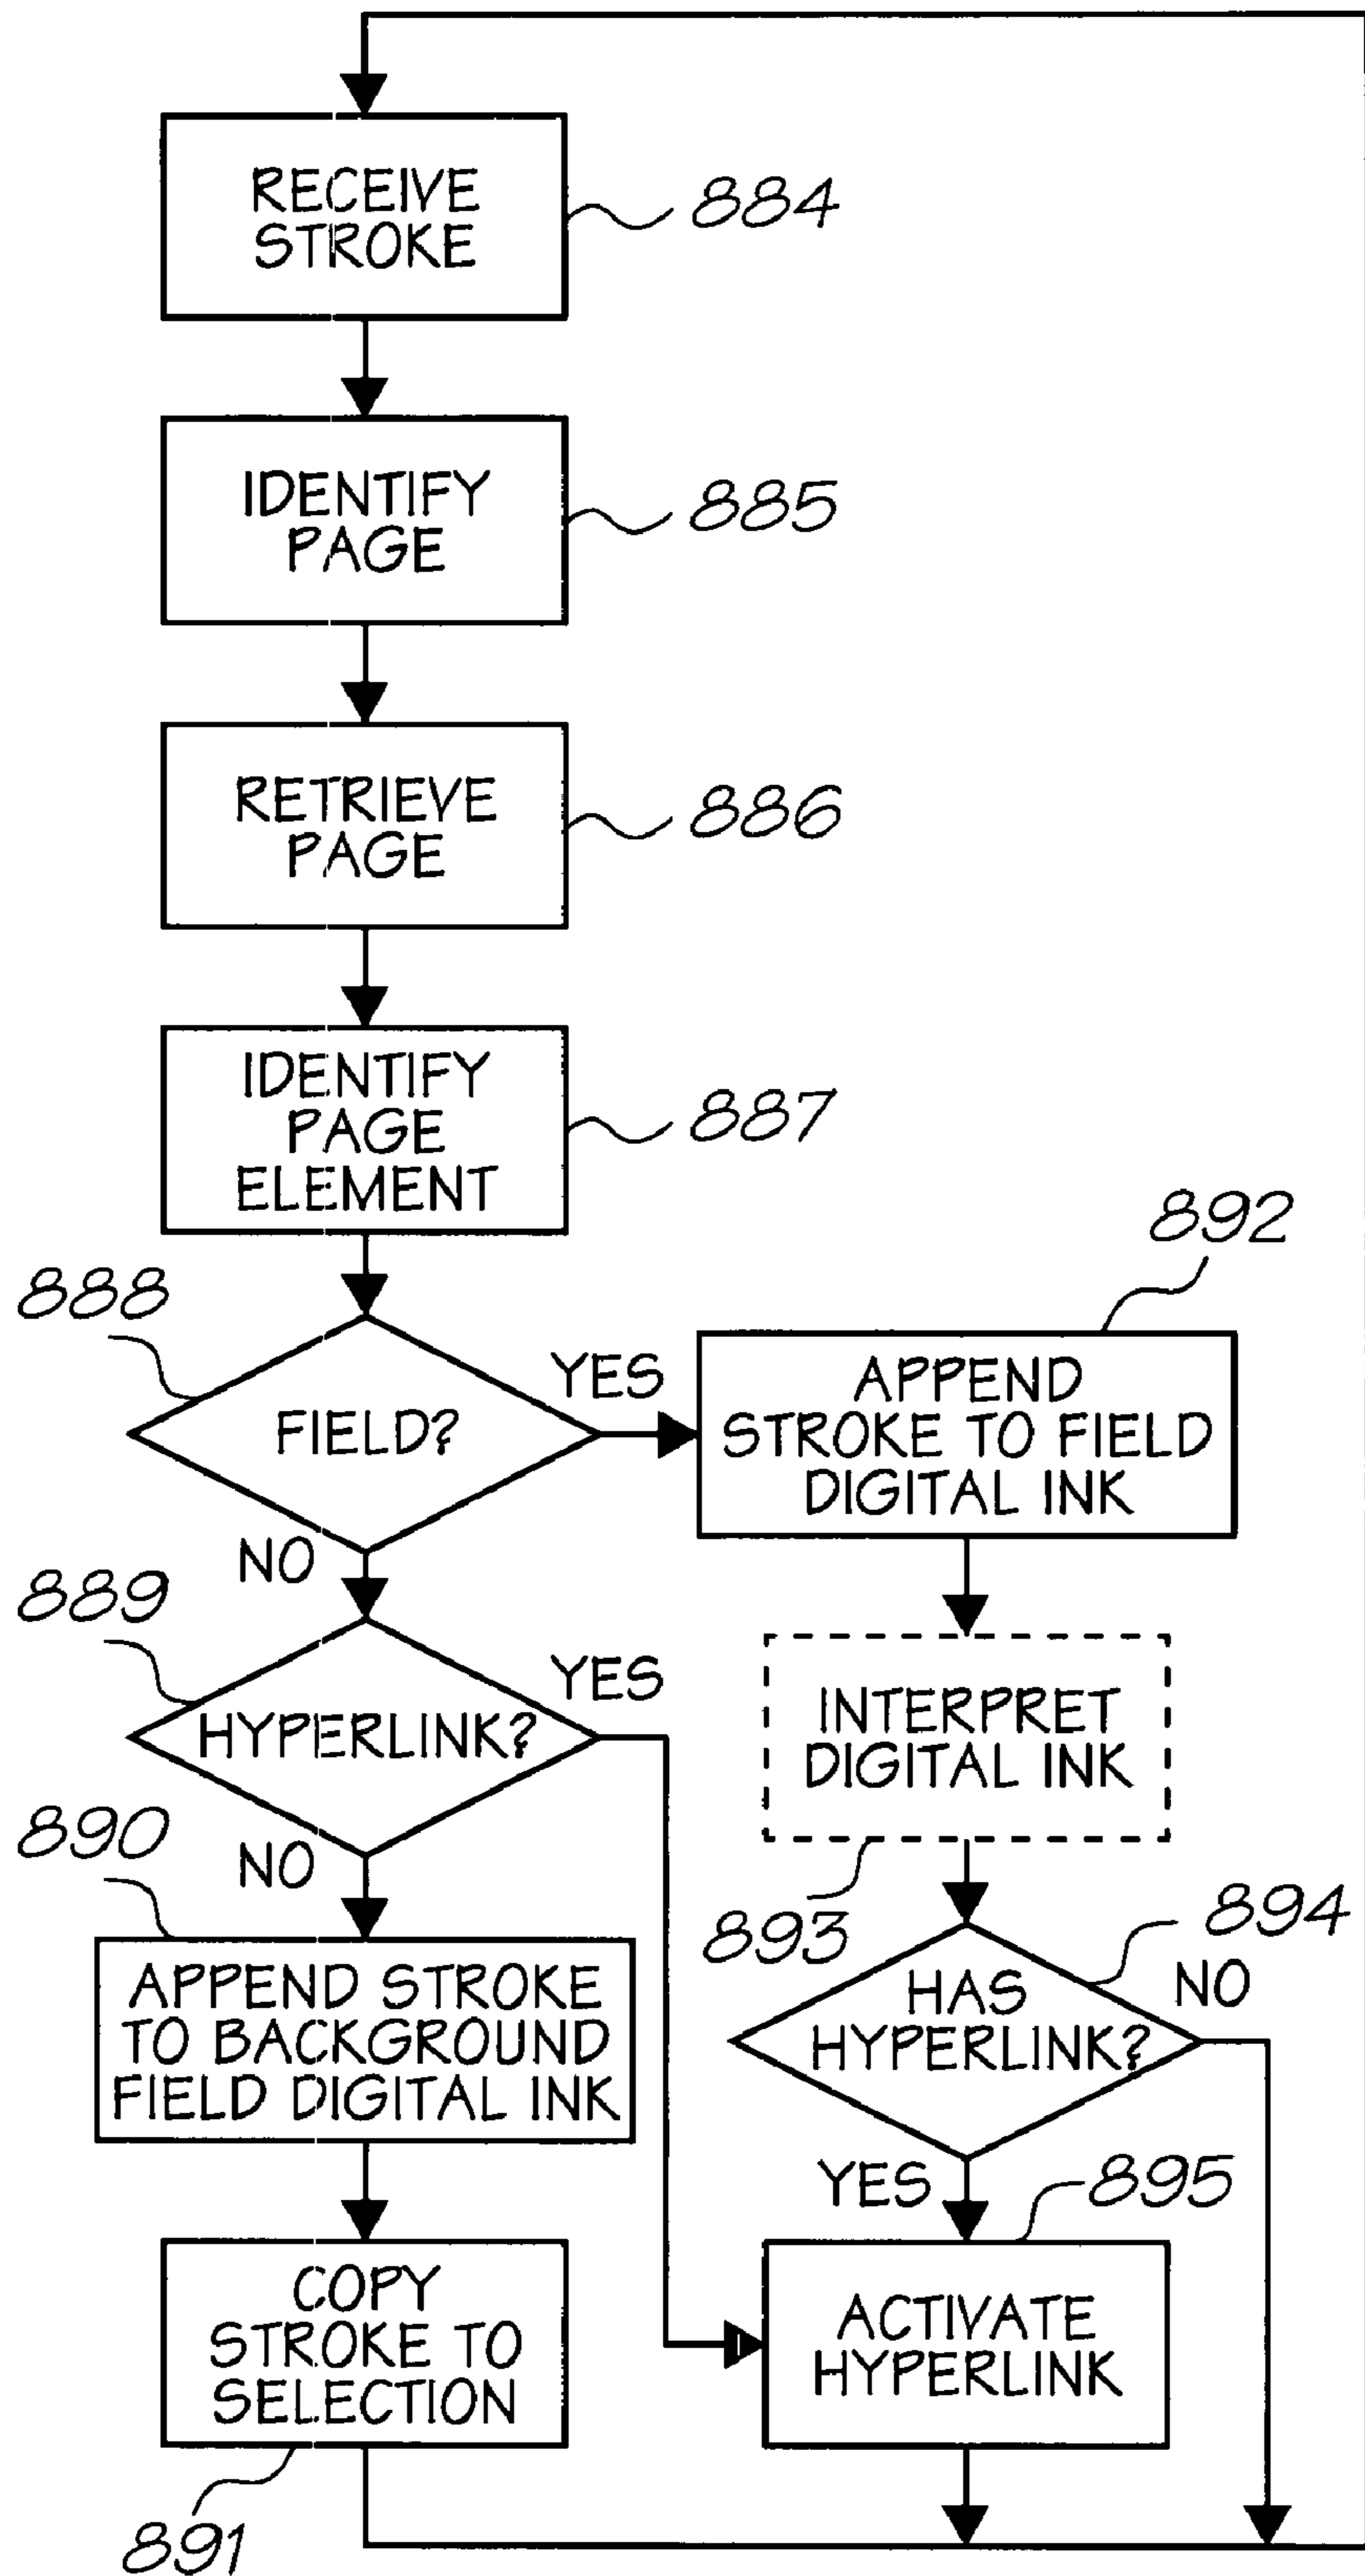 RECEIVE
STROKE
884
IDENTIFY
PAGE
885
RETRIEVE
PAGE
886
IDENTIFY
PAGE
ELEMENT
887
888
FIELD?
YES
NO
892
APPEND
STROKE TO FIELD
DIGITAL INK
889
HYPERLINK?
YES
NO
INTERPRET
DIGITAL INK
893
890
APPEND STROKE
TO BACKGROUND
FIELD DIGITAL INK
894
HAS
HYPERLINK?
NO
YES
895
COPY
STROKE TO
SELECTION
891
ACTIVATE
HYPERLINK